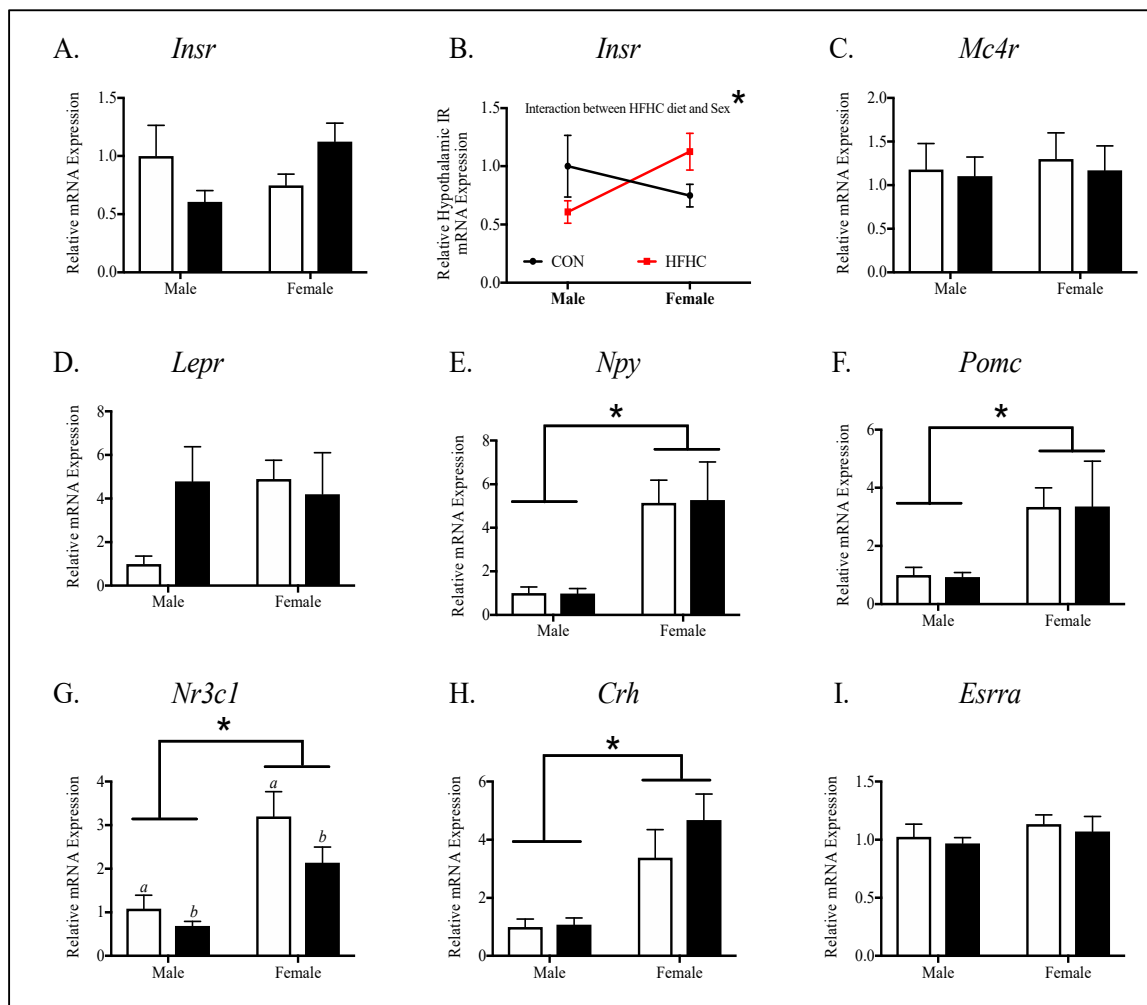 A. Insr
Relative mRNA Expression
1.5
1.0
0.5
0.0
Male Female
B. Insr
Interaction between HFHC diet and Sex *
Relative Hypothalamic IR
mRNA Expression
1.5
1.0
0.5
0.0
CON HFHC
Male Female
C. Mc4r
Relative mRNA Expression
2.0
1.5
1.0
0.5
0.0
Male Female
D. Lepr
Relative mRNA Expression
8
6
4
2
0
Male Female
E. Npy
*
Relative mRNA Expression
8
6
4
2
0
Male Female
F. Pomc
*
Relative mRNA Expression
6
4
2
0
Male Female
G. Nr3c1
*
Relative mRNA Expression
4
3
2
1
0
a b a b
Male Female
H. Crh
*
Relative mRNA Expression
6
4
2
0
Male Female
I. Esrra
Relative mRNA Expression
1.5
1.0
0.5
0.0
Male Female